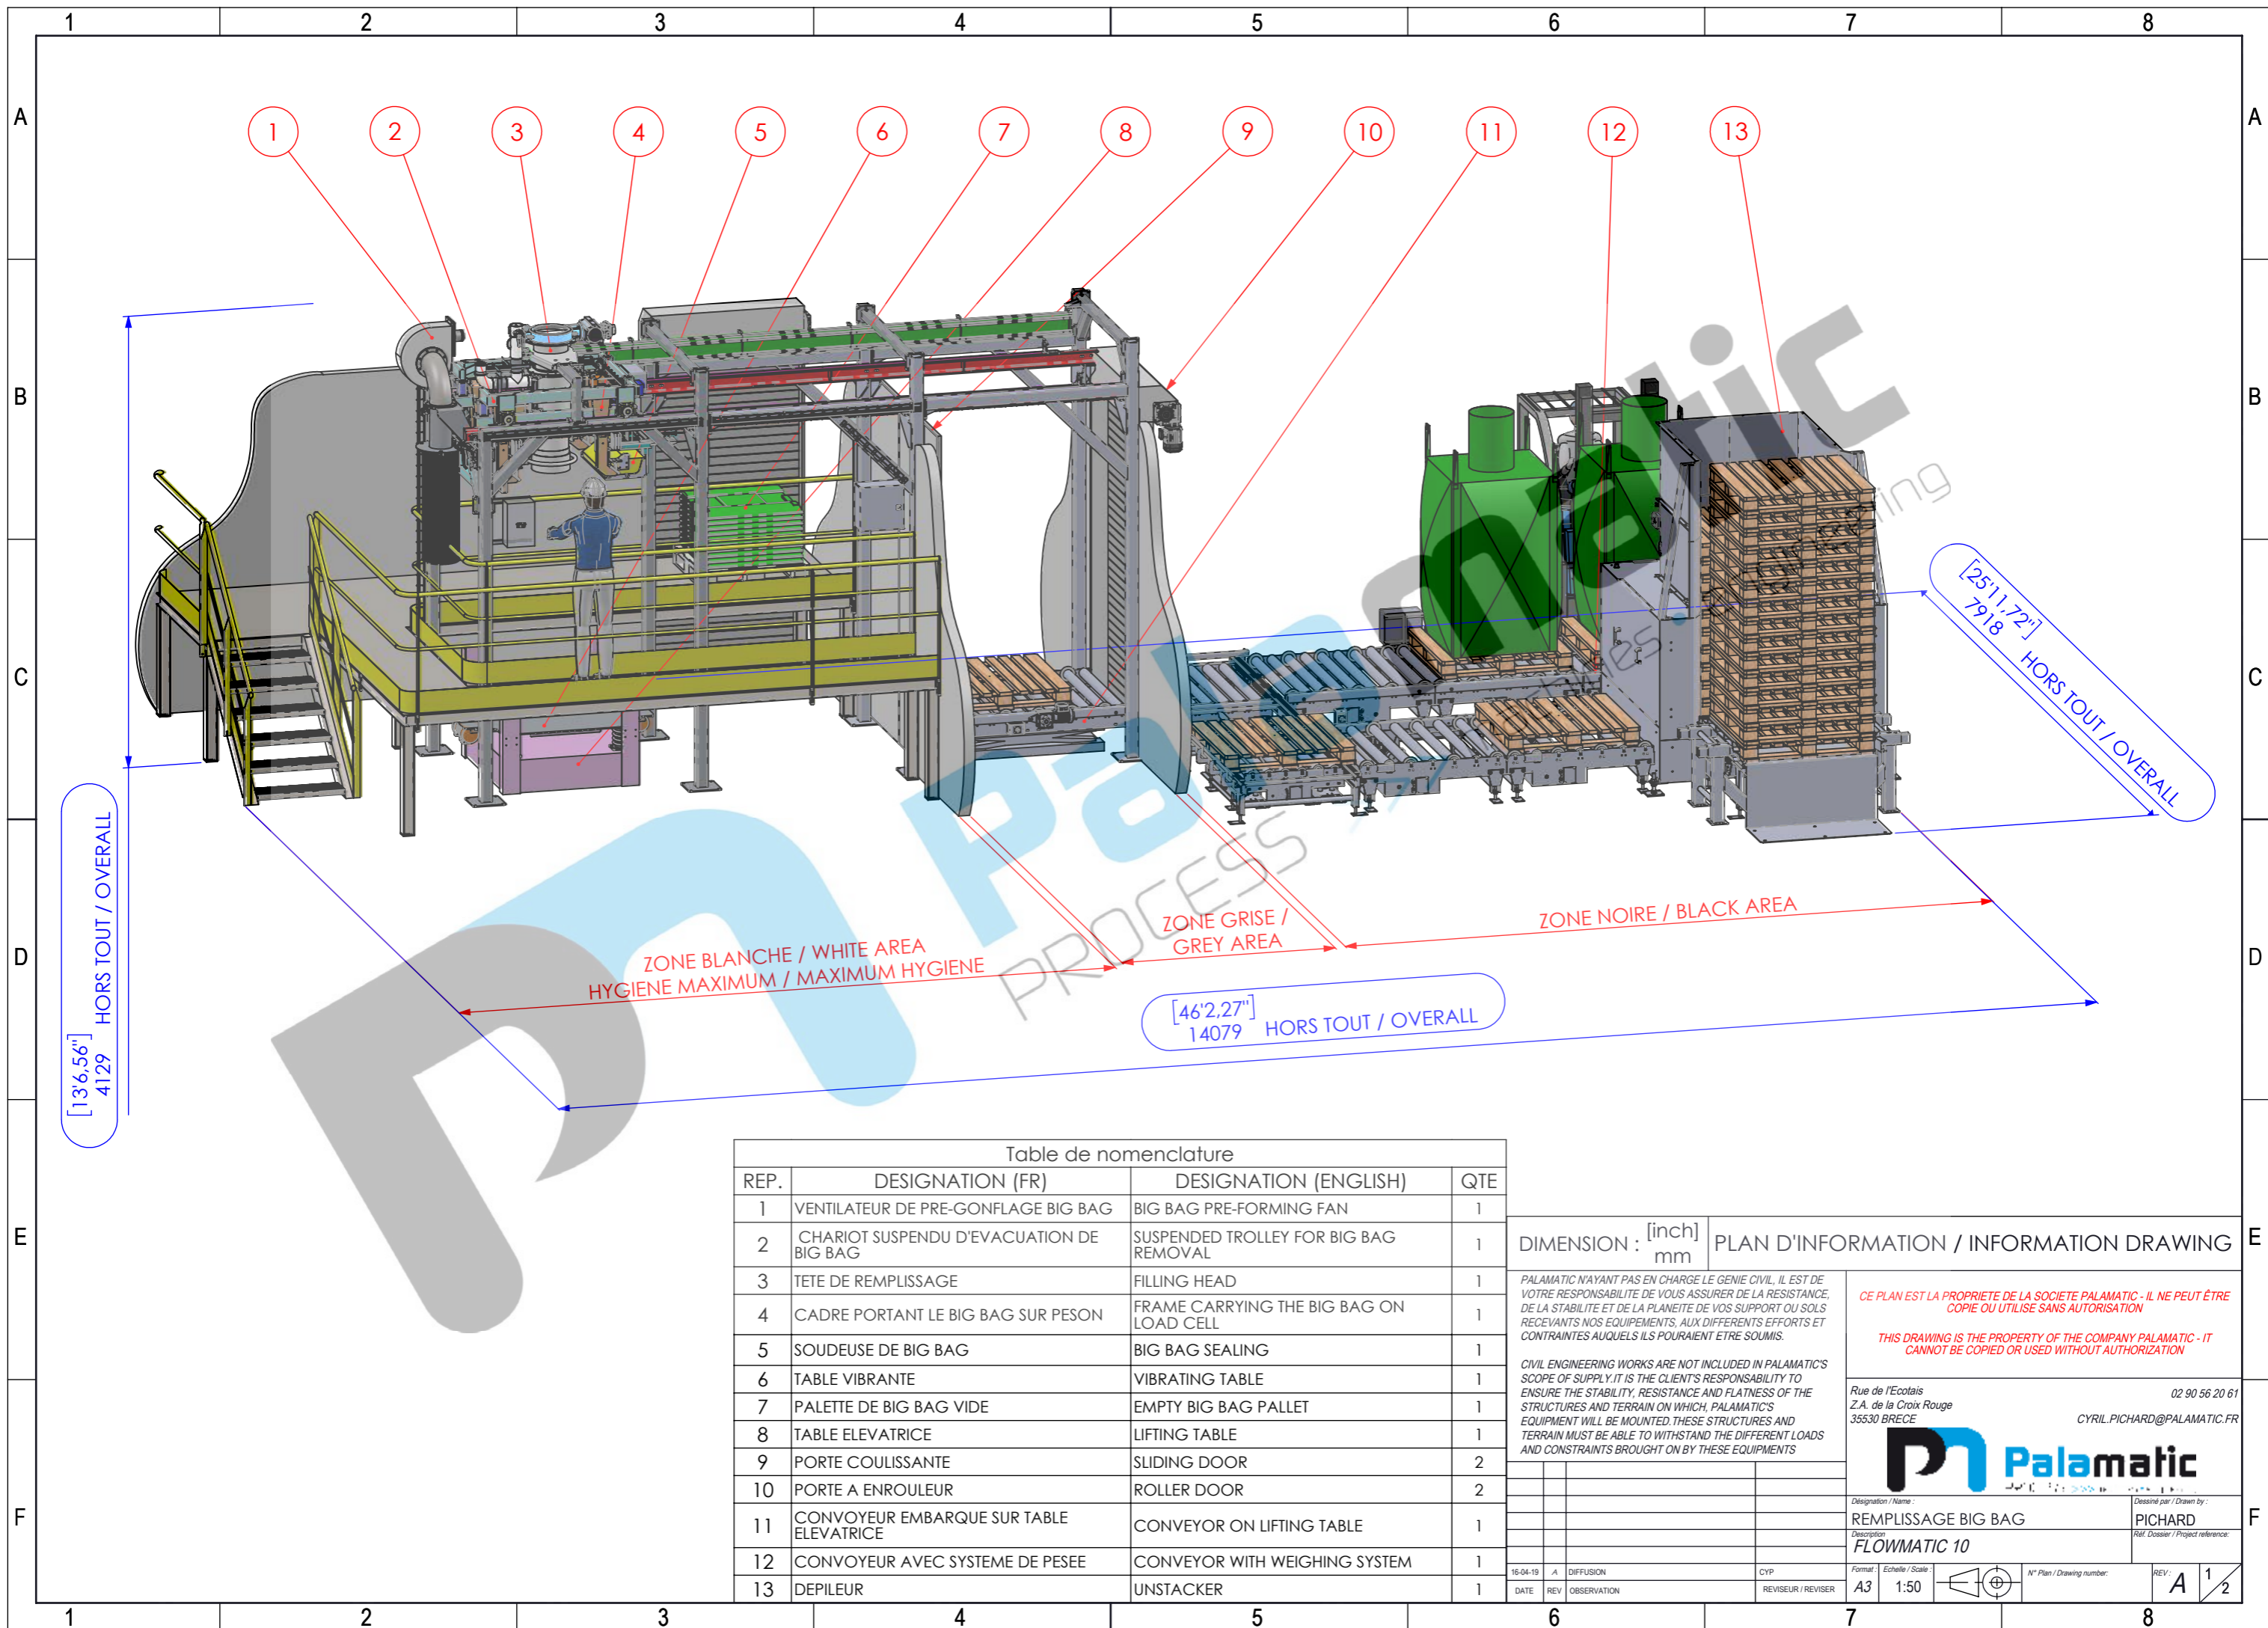 1 2 3 4 5 6 7 8
A A
B B
C C
D D
E E
F F
1 2 3 4 5 6 7 8 9 10 11 12 13
[13'6,56"]
4129 HORS TOUT / OVERALL
[25'11,72"]
7918 HORS TOUT / OVERALL
[46'2,27"]
14079 HORS TOUT / OVERALL
ZONE BLANCHE / WHITE AREA
HYGIENE MAXIMUM / MAXIMUM HYGIENE
ZONE GRISE /
GREY AREA
ZONE NOIRE / BLACK AREA
Palamatic
PROCESS
Table de nomenclature
REP. DESIGNATION (FR) DESIGNATION (ENGLISH) QTE
1 VENTILATEUR DE PRE-GONFLAGE BIG BAG BIG BAG PRE-FORMING FAN 1
2 CHARIOT SUSPENDU D'EVACUATION DE BIG BAG SUSPENDED TROLLEY FOR BIG BAG REMOVAL 1
3 TETE DE REMPLISSAGE FILLING HEAD 1
4 CADRE PORTANT LE BIG BAG SUR PESON FRAME CARRYING THE BIG BAG ON LOAD CELL 1
5 SOUDEUSE DE BIG BAG BIG BAG SEALING 1
6 TABLE VIBRANTE VIBRATING TABLE 1
7 PALETTE DE BIG BAG VIDE EMPTY BIG BAG PALLET 1
8 TABLE ELEVATRICE LIFTING TABLE 1
9 PORTE COULISSANTE SLIDING DOOR 2
10 PORTE A ENROULEUR ROLLER DOOR 2
11 CONVOYEUR EMBARQUE SUR TABLE ELEVATRICE CONVEYOR ON LIFTING TABLE 1
12 CONVOYEUR AVEC SYSTEME DE PESEE CONVEYOR WITH WEIGHING SYSTEM 1
13 DEPILEUR UNSTACKER 1
DIMENSION : [inch] mm
PLAN D'INFORMATION / INFORMATION DRAWING
PALAMATIC N'AYANT PAS EN CHARGE LE GENIE CIVIL, IL EST DE
VOTRE RESPONSABILITE DE VOUS ASSURER DE LA RESISTANCE,
DE LA STABILITE ET DE LA PLANEITE DE VOS SUPPORT OU SOLS
RECEVANTS NOS EQUIPEMENTS, AUX DIFFERENTS EFFORTS ET
CONTRAINTES AUQUELS ILS POURAIENT ETRE SOUMIS.
CIVIL ENGINEERING WORKS ARE NOT INCLUDED IN PALAMATIC'S
SCOPE OF SUPPLY.IT IS THE CLIENT'S RESPONSABILITY TO
ENSURE THE STABILITY, RESISTANCE AND FLATNESS OF THE
STRUCTURES AND TERRAIN ON WHICH, PALAMATIC'S
EQUIPMENT WILL BE MOUNTED.THESE STRUCTURES AND
TERRAIN MUST BE ABLE TO WITHSTAND THE DIFFERENT LOADS
AND CONSTRAINTS BROUGHT ON BY THESE EQUIPMENTS
CE PLAN EST LA PROPRIETE DE LA SOCIETE PALAMATIC - IL NE PEUT ÊTRE
COPIE OU UTILISE SANS AUTORISATION
THIS DRAWING IS THE PROPERTY OF THE COMPANY PALAMATIC - IT
CANNOT BE COPIED OR USED WITHOUT AUTHORIZATION
Rue de l'Ecotais 02 90 56 20 61
Z.A. de la Croix Rouge
35530 BRECE CYRIL.PICHARD@PALAMATIC.FR
Palamatic
Désignation / Name : Dessiné par / Drawn by :
REMPLISSAGE BIG BAG PICHARD
Description Réf. Dossier / Project reference:
FLOWMATIC 10
16-04-19 A DIFFUSION CYP
DATE REV OBSERVATION REVISEUR / REVISER
Format : Echelle / Scale : N° Plan / Drawing number: REV :
A3 1:50 A 1/2
1 2 3 4 5 6 7 8